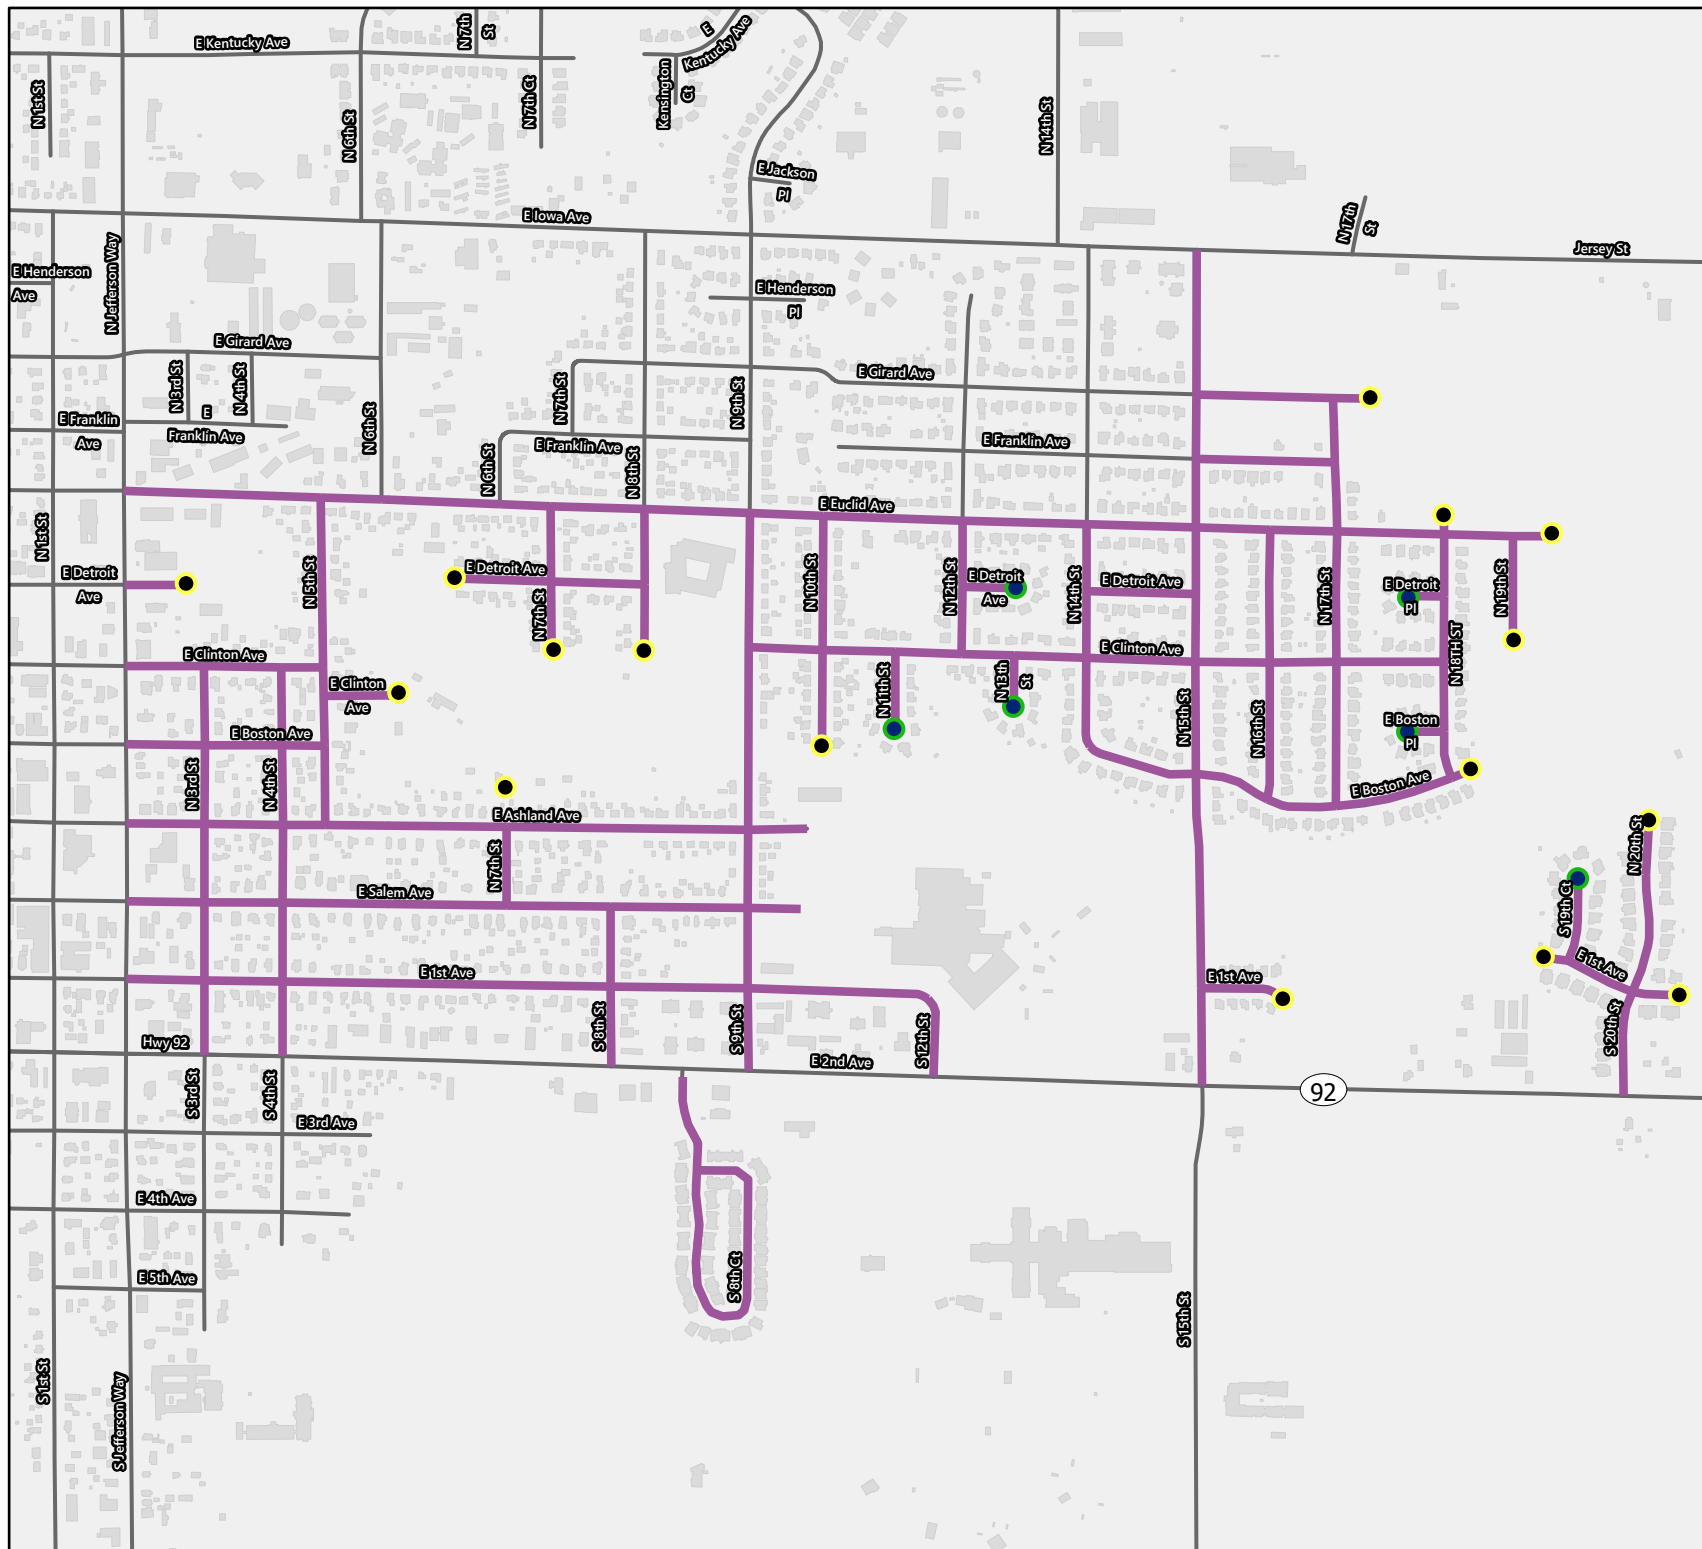 N 7th
St
E
Kentucky Ave
E Kentucky Ave
N 1st St
N 6th St
N 7th Ct
Kensington
Ct
N 14th St
E Jackson
Pl
E Iowa Ave
N 17th
St
Jersey St
E Henderson
Ave
N Jefferson Way
E Henderson
Pl
E Girard Ave
N 3rd St
N 4th St
N 7th St
N 9th St
E Girard Ave
E Franklin
Ave
E
Franklin Ave
N 6th St
E Franklin Ave
E Franklin Ave
N 6th St
N 8th St
E Euclid Ave
N 1st St
E Detroit
Ave
N 5th St
E Detroit Ave
N 7th St
N 10th St
N 12th St
E Detroit
Ave
N 14th St
E Detroit Ave
N 17th St
E Detroit
Pl
N 19th St
E Clinton Ave
E Clinton Ave
N 18TH ST
E Clinton
Ave
N 11th St
N 13th
St
N 15th St
N 16th St
E Boston Ave
E Boston
Pl
N 3rd St
N 4th St
E Boston Ave
E Ashland Ave
N 7th St
N 20th St
E Salem Ave
S 19th Ct
E 1st Ave
E 1st Ave
E 1st Ave
Hwy 92
S 8th St
S 9th St
S 12th St
S 20th St
E 2nd Ave
92
S 3rd St
S 4th St
E 3rd Ave
E 4th Ave
E 5th Ave
S 8th Ct
S 15th St
S 1st St
S Jefferson Way